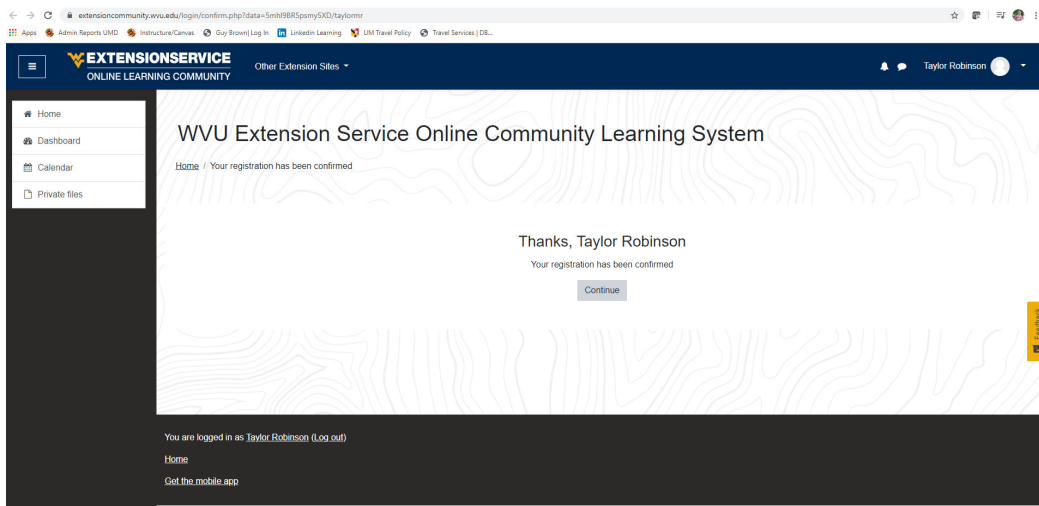 extensioncommunity.wvu.edu/login/confirm.php?data=5mhI9BR5psmy5XD/taylormr
Apps Admin Reports UMD Instructure/Canvas Guy Brown| Log In Linkedin Learning UM Travel Policy Travel Services | DB...
EXTENSIONSERVICE
ONLINE LEARNING COMMUNITY
Other Extension Sites
Taylor Robinson
Home
Dashboard
Calendar
Private files
WVU Extension Service Online Community Learning System
Home / Your registration has been confirmed
Thanks, Taylor Robinson
Your registration has been confirmed
Continue
Feedback
You are logged in as Taylor Robinson (Log out)
Home
Get the mobile app